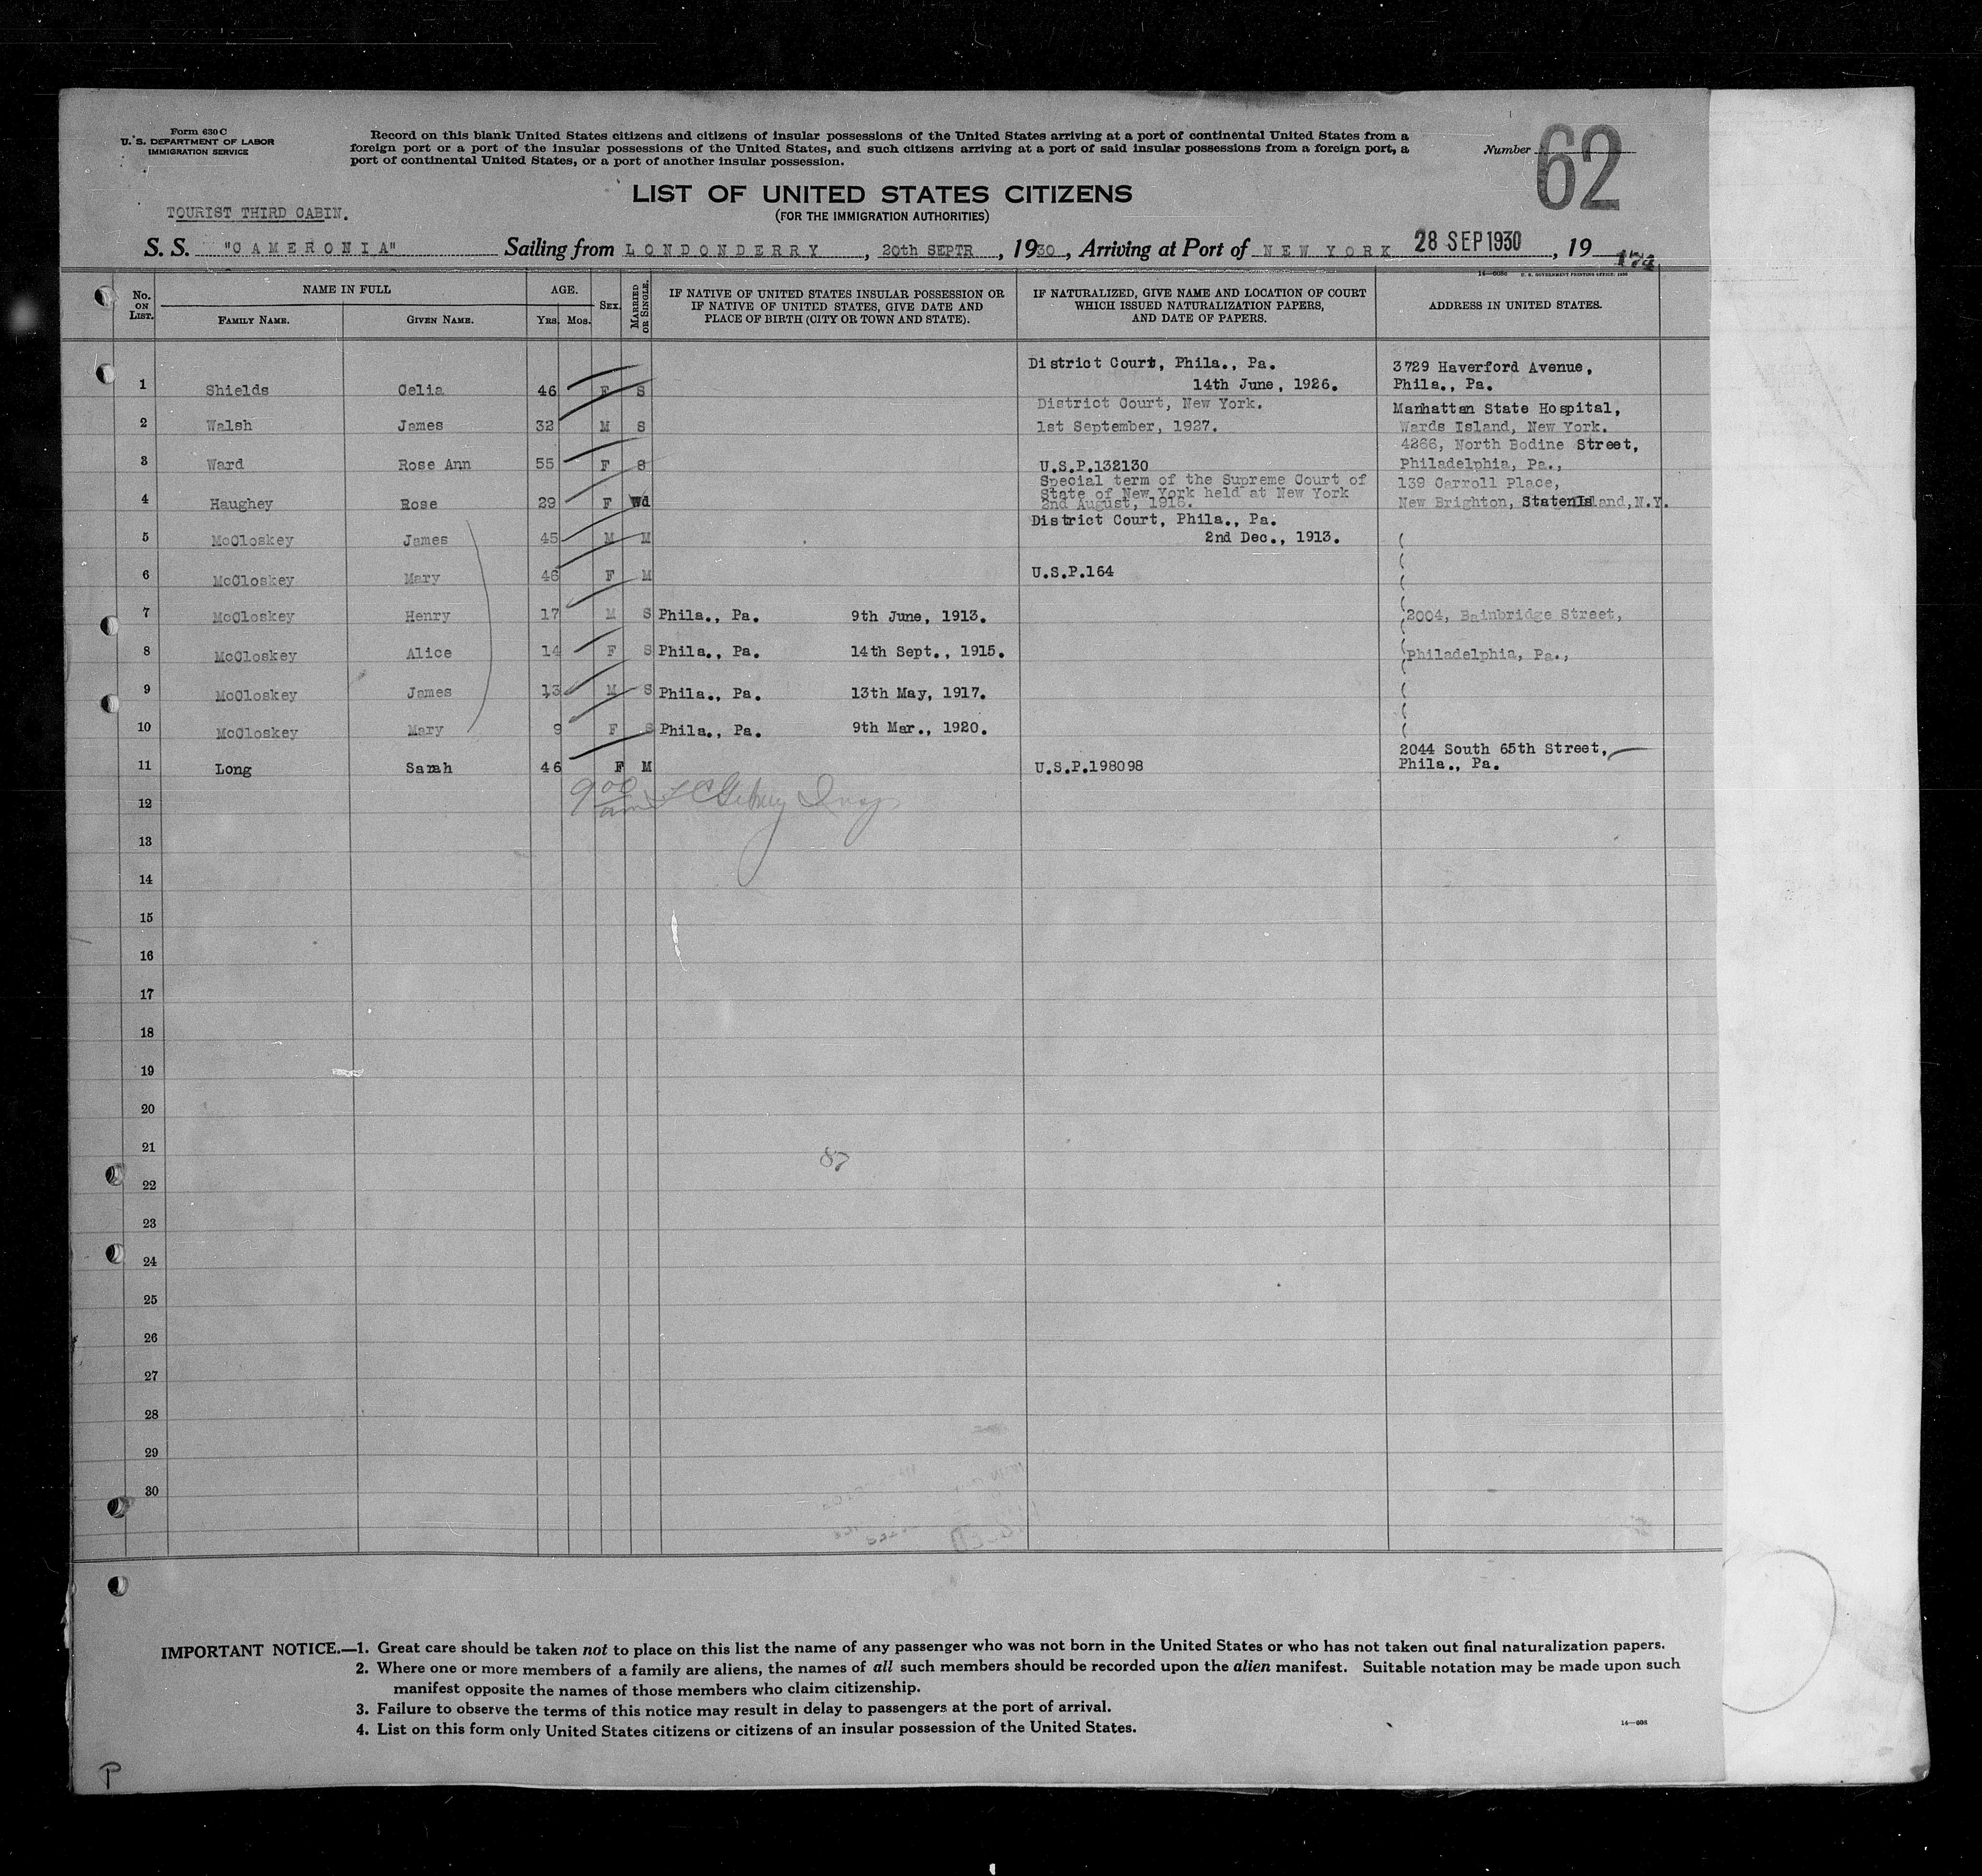 Form 630 C
U. S. DEPARTMENT OF LABOR
IMMIGRATION SERVICE
Record on this blank United States citizens and citizens of insular possessions of the United States arriving at a port of continental United States from a
foreign port or a port of the insular possessions of the United States, and such citizens arriving at a port of said insular possessions from a foreign port, a
port of continental United States, or a port of another insular possession.
Number 62
LIST OF UNITED STATES CITIZENS
(FOR THE IMMIGRATION AUTHORITIES)
TOURIST THIRD CABIN.
S. S. "CAMERONIA" Sailing from LONDONDERRY, 20th SEPTR, 1930, Arriving at Port of NEW YORK 28 SEP 1930, 19
No. ON LIST. NAME IN FULL AGE. SEX. MARRIED OR SINGLE. IF NATIVE OF UNITED STATES INSULAR POSSESSION OR IF NATIVE OF UNITED STATES, GIVE DATE AND PLACE OF BIRTH (CITY OR TOWN AND STATE). IF NATURALIZED, GIVE NAME AND LOCATION OF COURT WHICH ISSUED NATURALIZATION PAPERS, AND DATE OF PAPERS. ADDRESS IN UNITED STATES.
FAMILY NAME. GIVEN NAME. YRS. MOS.
District Court, Phila., Pa. 3729 Haverford Avenue,
1 Shields Celia 46 F S 14th June, 1926. Phila., Pa.
District Court, New York. Manhattan State Hospital,
2 Walsh James 32 M S 1st September, 1927. Wards Island, New York.
4266, North Bodine Street,
3 Ward Rose Ann 55 F S U.S.P.132130 Philadelphia, Pa.,
Special term of the Supreme Court of 139 Carroll Place,
State of New York held at New York
4 Haughey Rose 29 F Wd 2nd August, 1918. New Brighton, Staten Island, N.Y.
District Court, Phila., Pa.
5 McCloskey James 45 M M 2nd Dec., 1913.
6 McCloskey Mary 46 F M U.S.P.164
7 McCloskey Henry 17 M S Phila., Pa. 9th June, 1913. 2004, Bainbridge Street,
8 McCloskey Alice 14 F S Phila., Pa. 14th Sept., 1915. Philadelphia, Pa.,
9 McCloskey James 13 M S Phila., Pa. 13th May, 1917.
10 McCloskey Mary 9 F S Phila., Pa. 9th Mar., 1920.
2044 South 65th Street,
11 Long Sarah 46 F M U.S.P.198098 Phila., Pa.
12 9 00 am
13
14
15
16
17
18
19
20
21
87
22
23
24
25
26
27
28
29
30
IMPORTANT NOTICE.—1. Great care should be taken not to place on this list the name of any passenger who was not born in the United States or who has not taken out final naturalization papers.
2. Where one or more members of a family are aliens, the names of all such members should be recorded upon the alien manifest. Suitable notation may be made upon such
manifest opposite the names of those members who claim citizenship.
3. Failure to observe the terms of this notice may result in delay to passengers at the port of arrival.
4. List on this form only United States citizens or citizens of an insular possession of the United States.
P